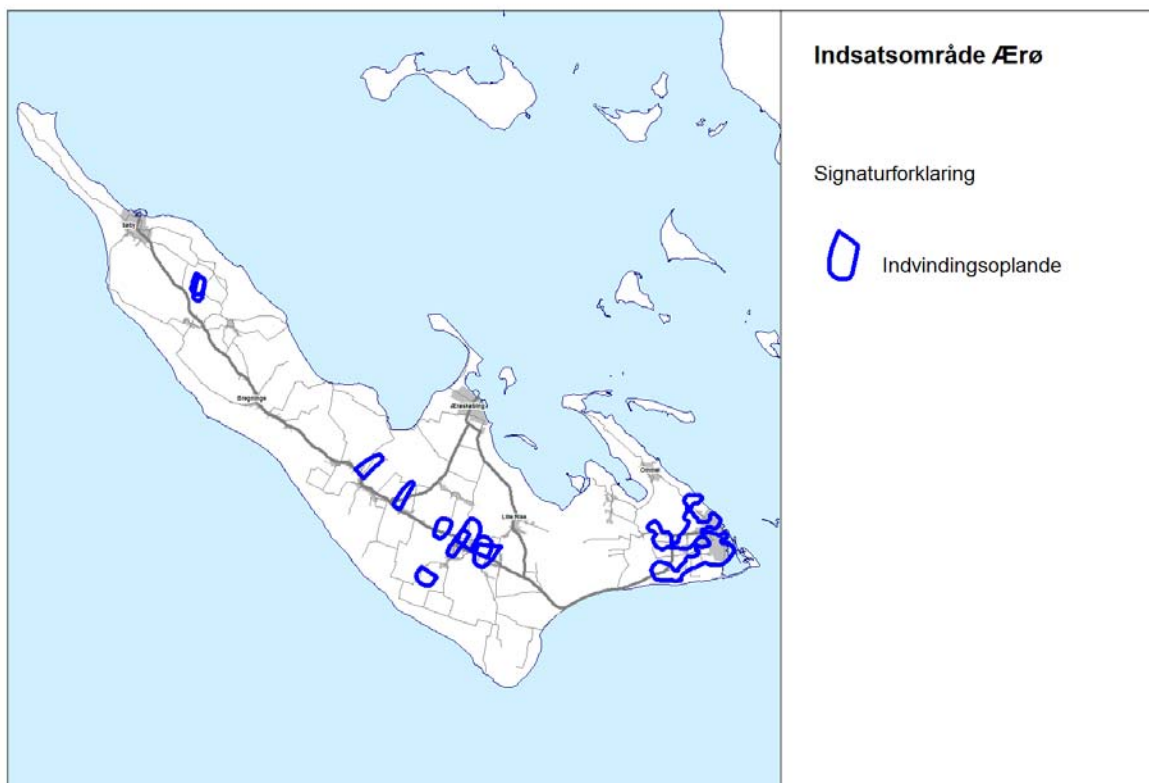 Indsatsområde Ærø
Signaturforklaring
Indvindingsoplande
Søby
Bregninge
Ærøskøbing
Ommel
Lille Rise